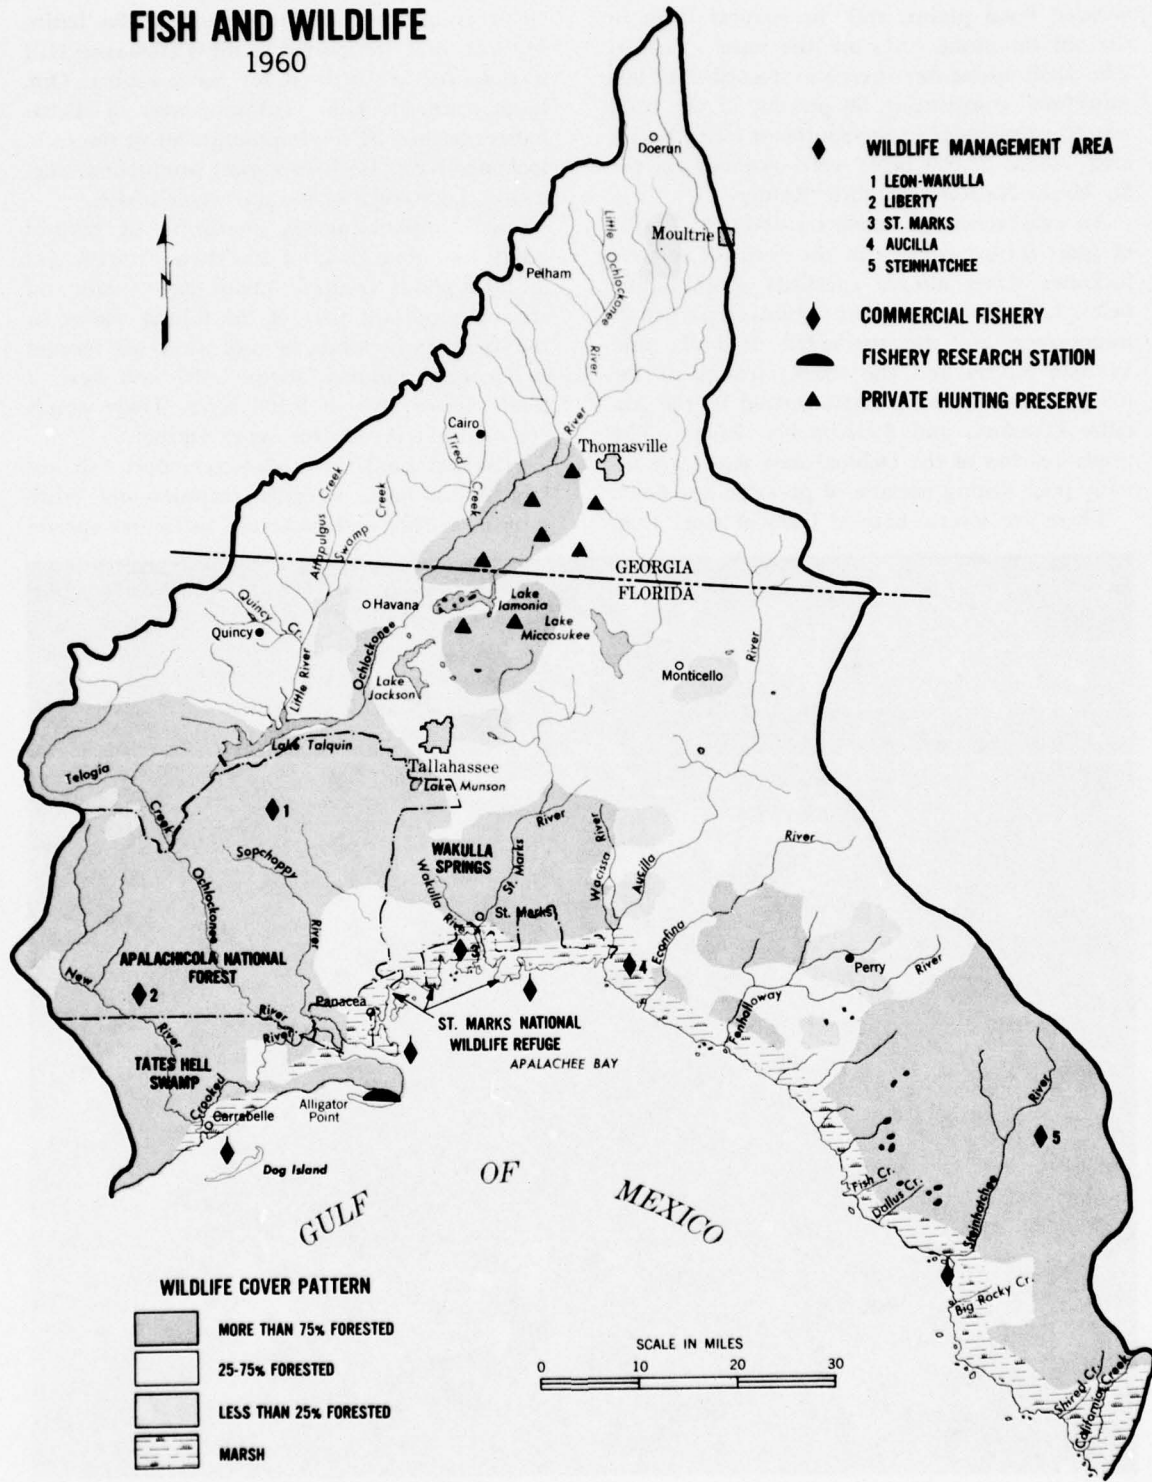 FISH AND WILDLIFE
1960
Doerun
Moultrie
Little Ochlockonee River
Pelham
N
WILDLIFE MANAGEMENT AREA
1 LEON-WAKULLA
2 LIBERTY
3 ST. MARKS
4 AUCILLA
5 STEINHATCHEE
COMMERCIAL FISHERY
FISHERY RESEARCH STATION
PRIVATE HUNTING PRESERVE
Cairo
Tired Creek
River
Thomasville
Attapulgus Creek
Swamp Creek
GEORGIA
FLORIDA
Quincy Cr.
Havana
Lake
Iamonia
Lake
Miccosukee
Quincy
Little River
Ochlockonee
River
Lake
Jackson
Monticello
Lake Talquin
Tallahassee
Lake Munson
Telogia Creek
1
Sopchoppy River
WAKULLA
SPRINGS
Wakulla River
St. Marks River
Wacissa River
Aucilla
River
Ochlockonee River
St. Marks
3
4
Econfina
APALACHICOLA NATIONAL
FOREST
New River
2
Perry
River
Fenholloway
Panacea
River
ST. MARKS NATIONAL
WILDLIFE REFUGE
APALACHEE BAY
TATES HELL
SWAMP
Crooked
Carrabelle
Alligator
Point
Dog Island
River
5
Fish Cr.
Dallus Cr.
Steinhatchee
GULF OF MEXICO
Big Rocky Cr.
Shired Cr.
California Creek
WILDLIFE COVER PATTERN
MORE THAN 75% FORESTED
25-75% FORESTED
LESS THAN 25% FORESTED
MARSH
SCALE IN MILES
0 10 20 30